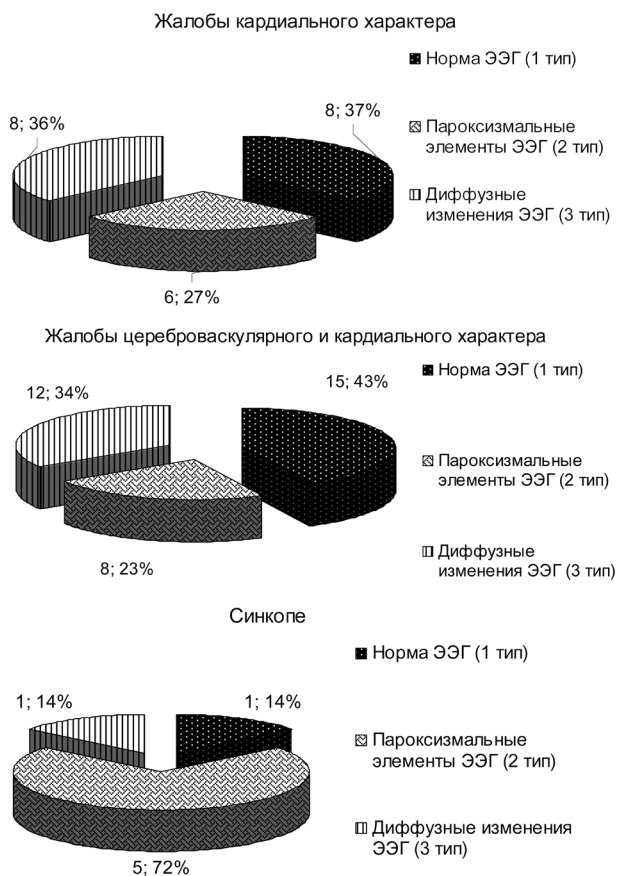 Жалобы кардиального характера
Норма ЭЭГ (1 тип)
8; 37%
8; 36%
Пароксизмальные
элементы ЭЭГ (2 тип)
Диффузные
изменения ЭЭГ (3 тип)
6; 27%
Жалобы цереброваскулярного и кардиального характера
Норма ЭЭГ (1 тип)
15; 43%
12; 34%
Пароксизмальные
элементы ЭЭГ (2 тип)
Диффузные
изменения ЭЭГ (3 тип)
8; 23%
Синкопе
Норма ЭЭГ (1 тип)
1; 14%
1; 14%
Пароксизмальные
элементы ЭЭГ (2 тип)
Диффузные изменения
ЭЭГ (3 тип)
5; 72%